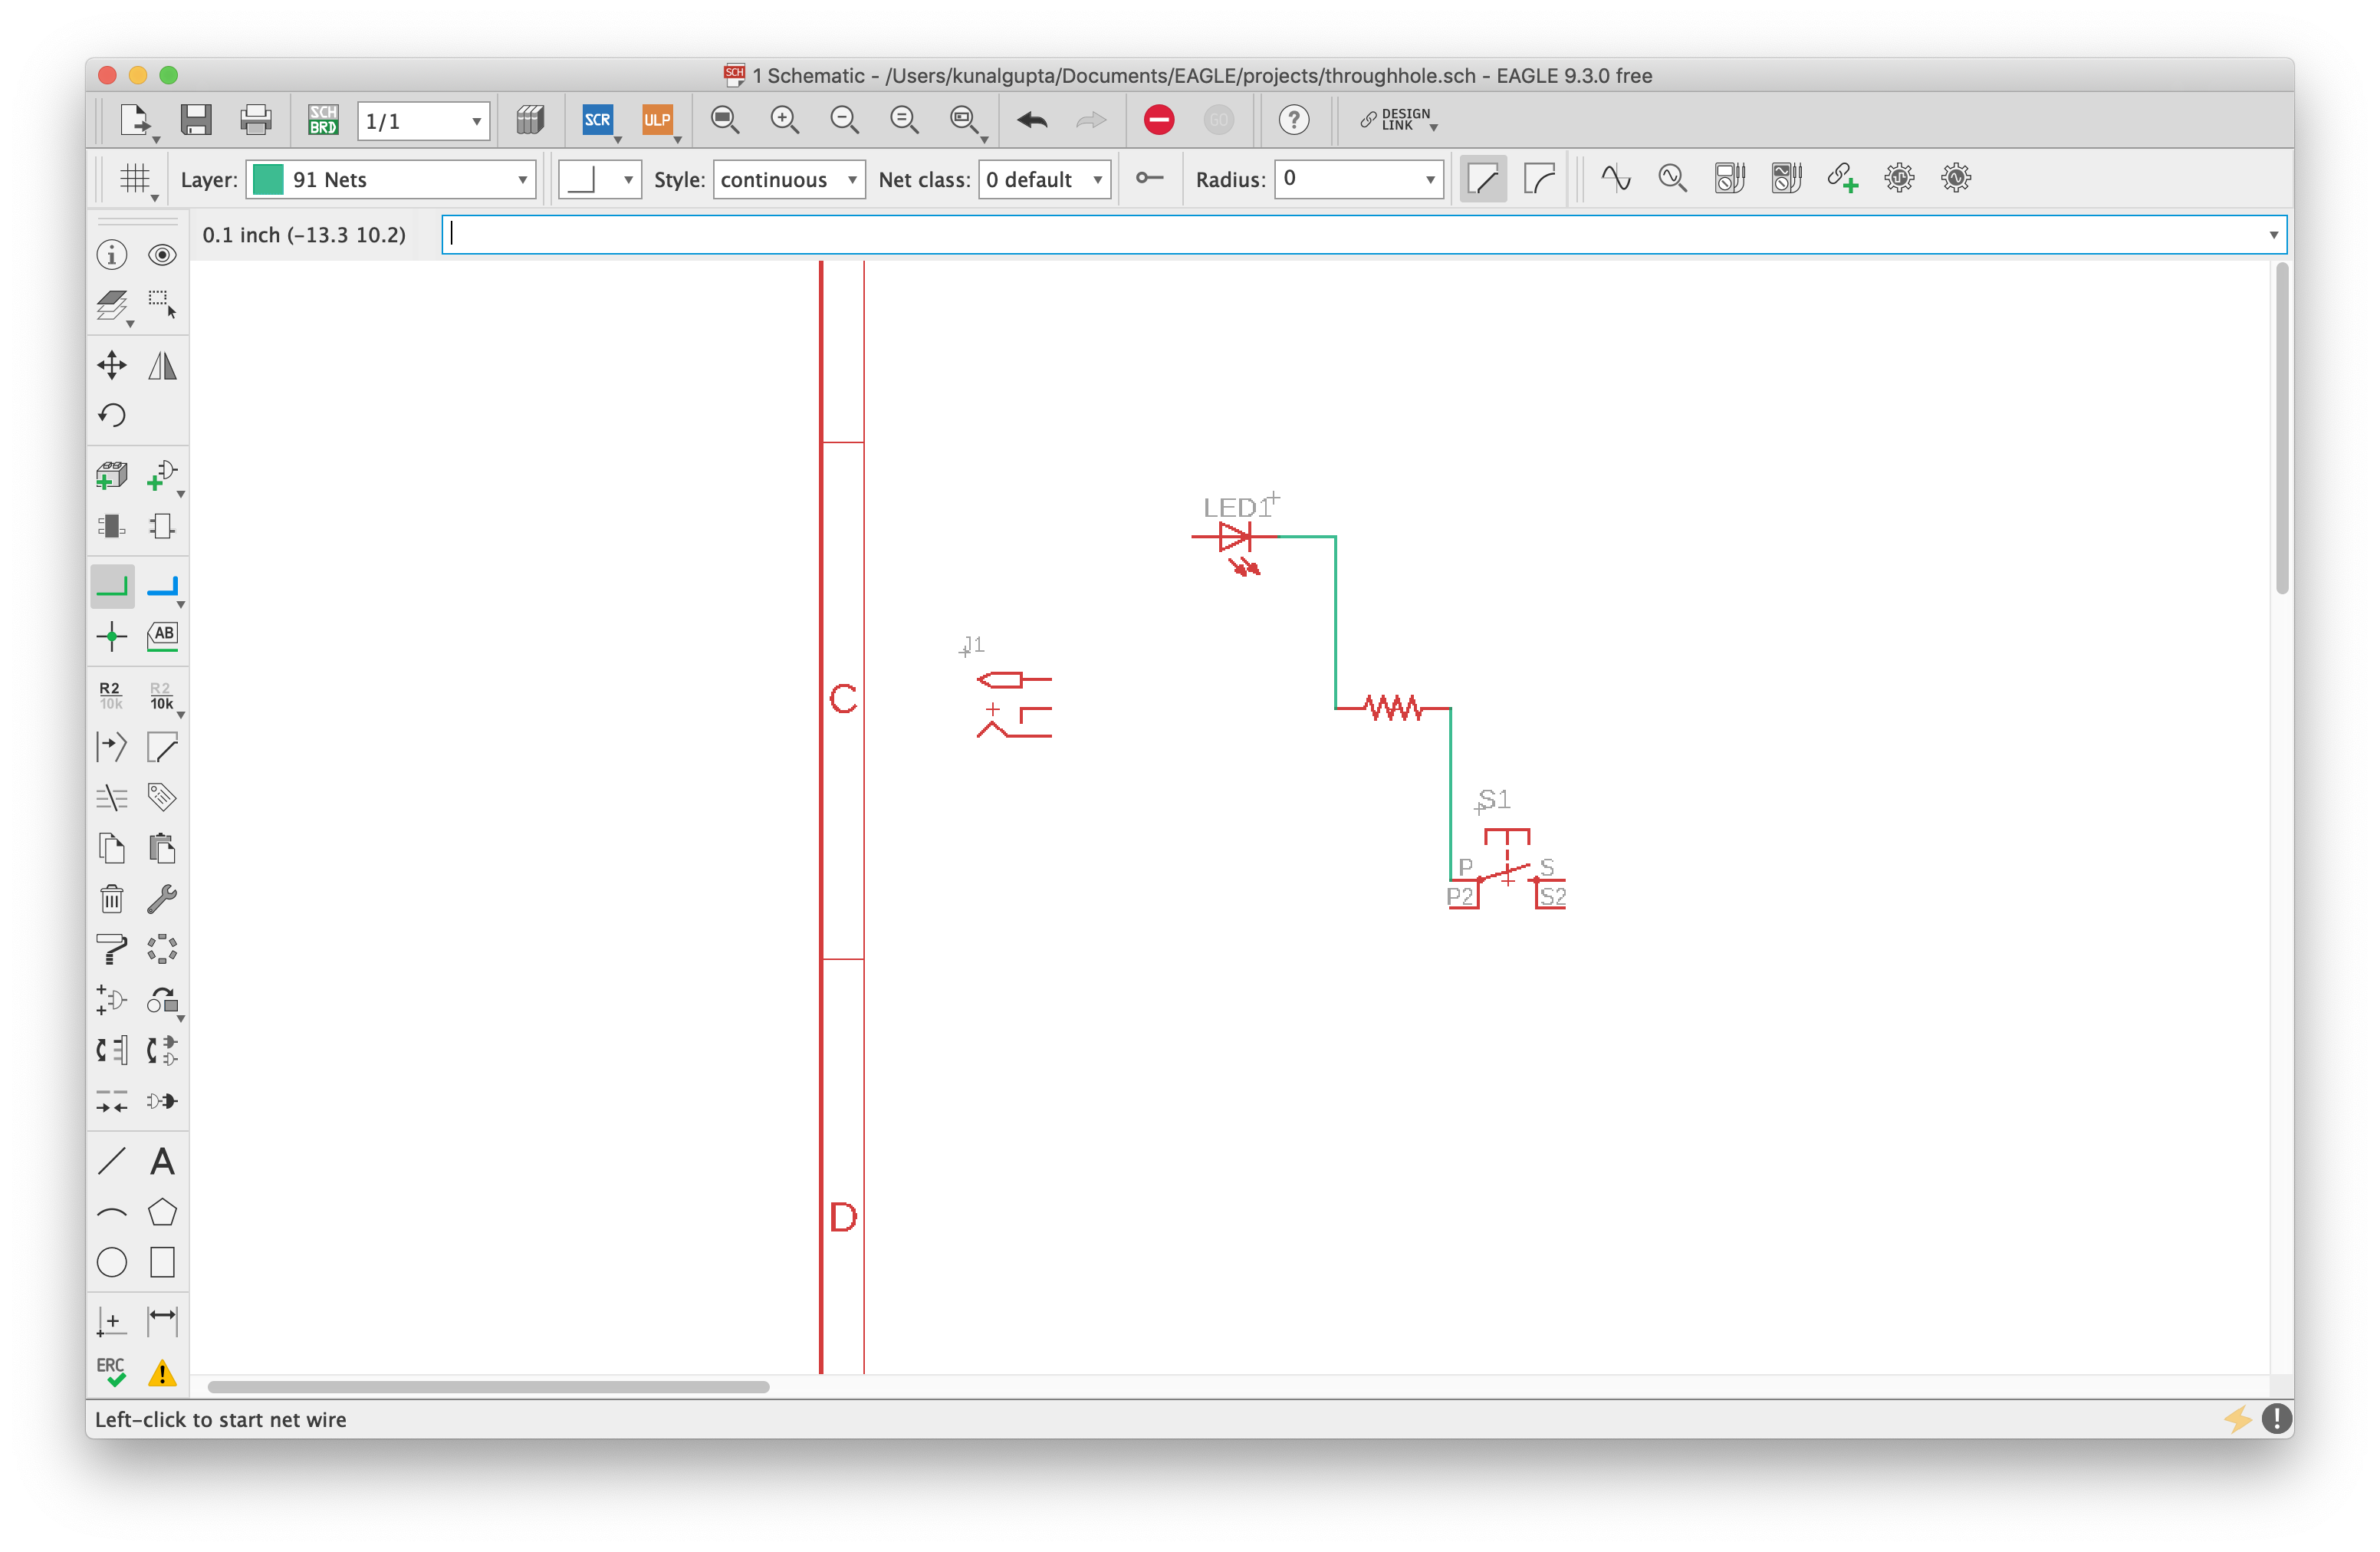 SCH 1 Schematic - /Users/kunalgupta/Documents/EAGLE/projects/throughhole.sch - EAGLE 9.3.0 free
SCH BRD 1/1 SCR ULP GO ? DESIGN LINK
Layer: 91 Nets Style: continuous Net class: 0 default Radius: 0
0.1 inch (-13.3 10.2)
i
AB
R2 10k R2 10k
A
ERC
LED1
J1
C
S1
P S
P2 S2
D
Left-click to start net wire